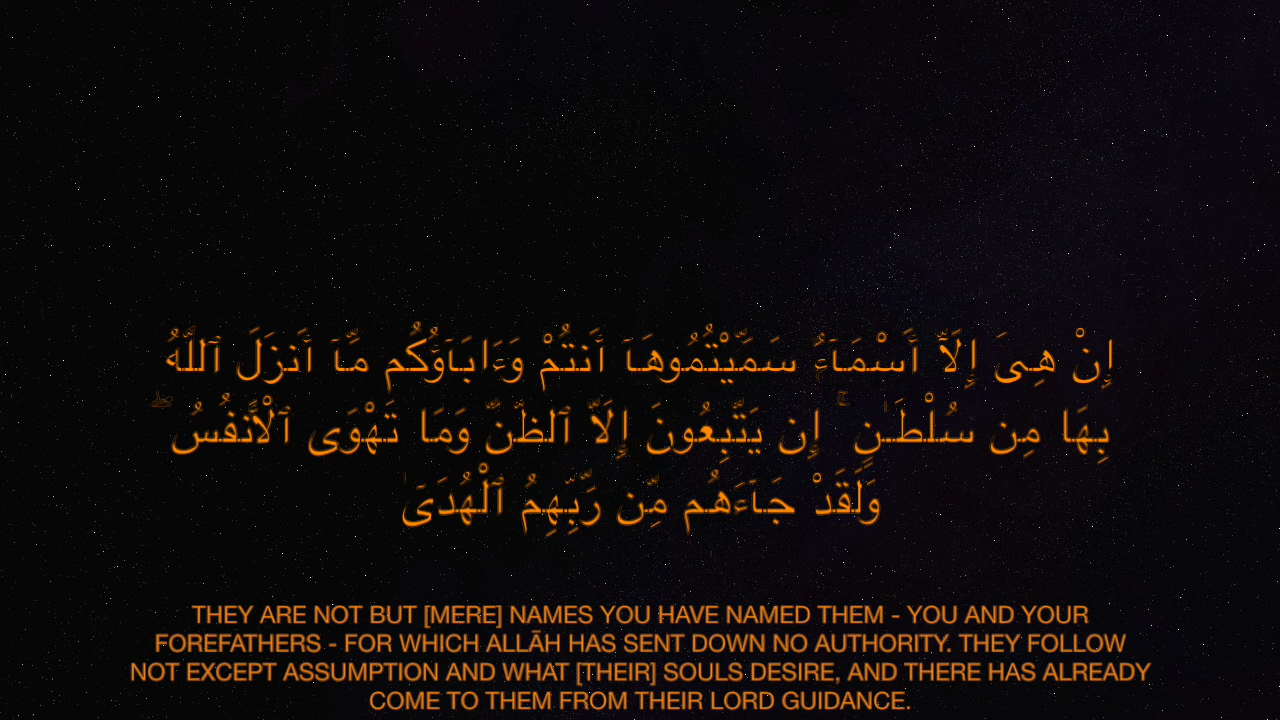 إِنْ هِىَ إِلَّآ أَسْمَآءٌ سَمَّيْتُمُوهَآ أَنتُمْ وَءَابَآؤُكُم مَّآ أَنزَلَ ٱللَّهُ
بِهَا مِن سُلْطَـٰنٍ ۚ إِن يَتَّبِعُونَ إِلَّا ٱلظَّنَّ وَمَا تَهْوَى ٱلْأَنفُسُ ۖ
وَلَقَدْ جَآءَهُم مِّن رَّبِّهِمُ ٱلْهُدَىٰٓ
THEY ARE NOT BUT [MERE] NAMES YOU HAVE NAMED THEM - YOU AND YOUR
FOREFATHERS - FOR WHICH ALLĀH HAS SENT DOWN NO AUTHORITY. THEY FOLLOW
NOT EXCEPT ASSUMPTION AND WHAT [THEIR] SOULS DESIRE, AND THERE HAS ALREADY
COME TO THEM FROM THEIR LORD GUIDANCE.